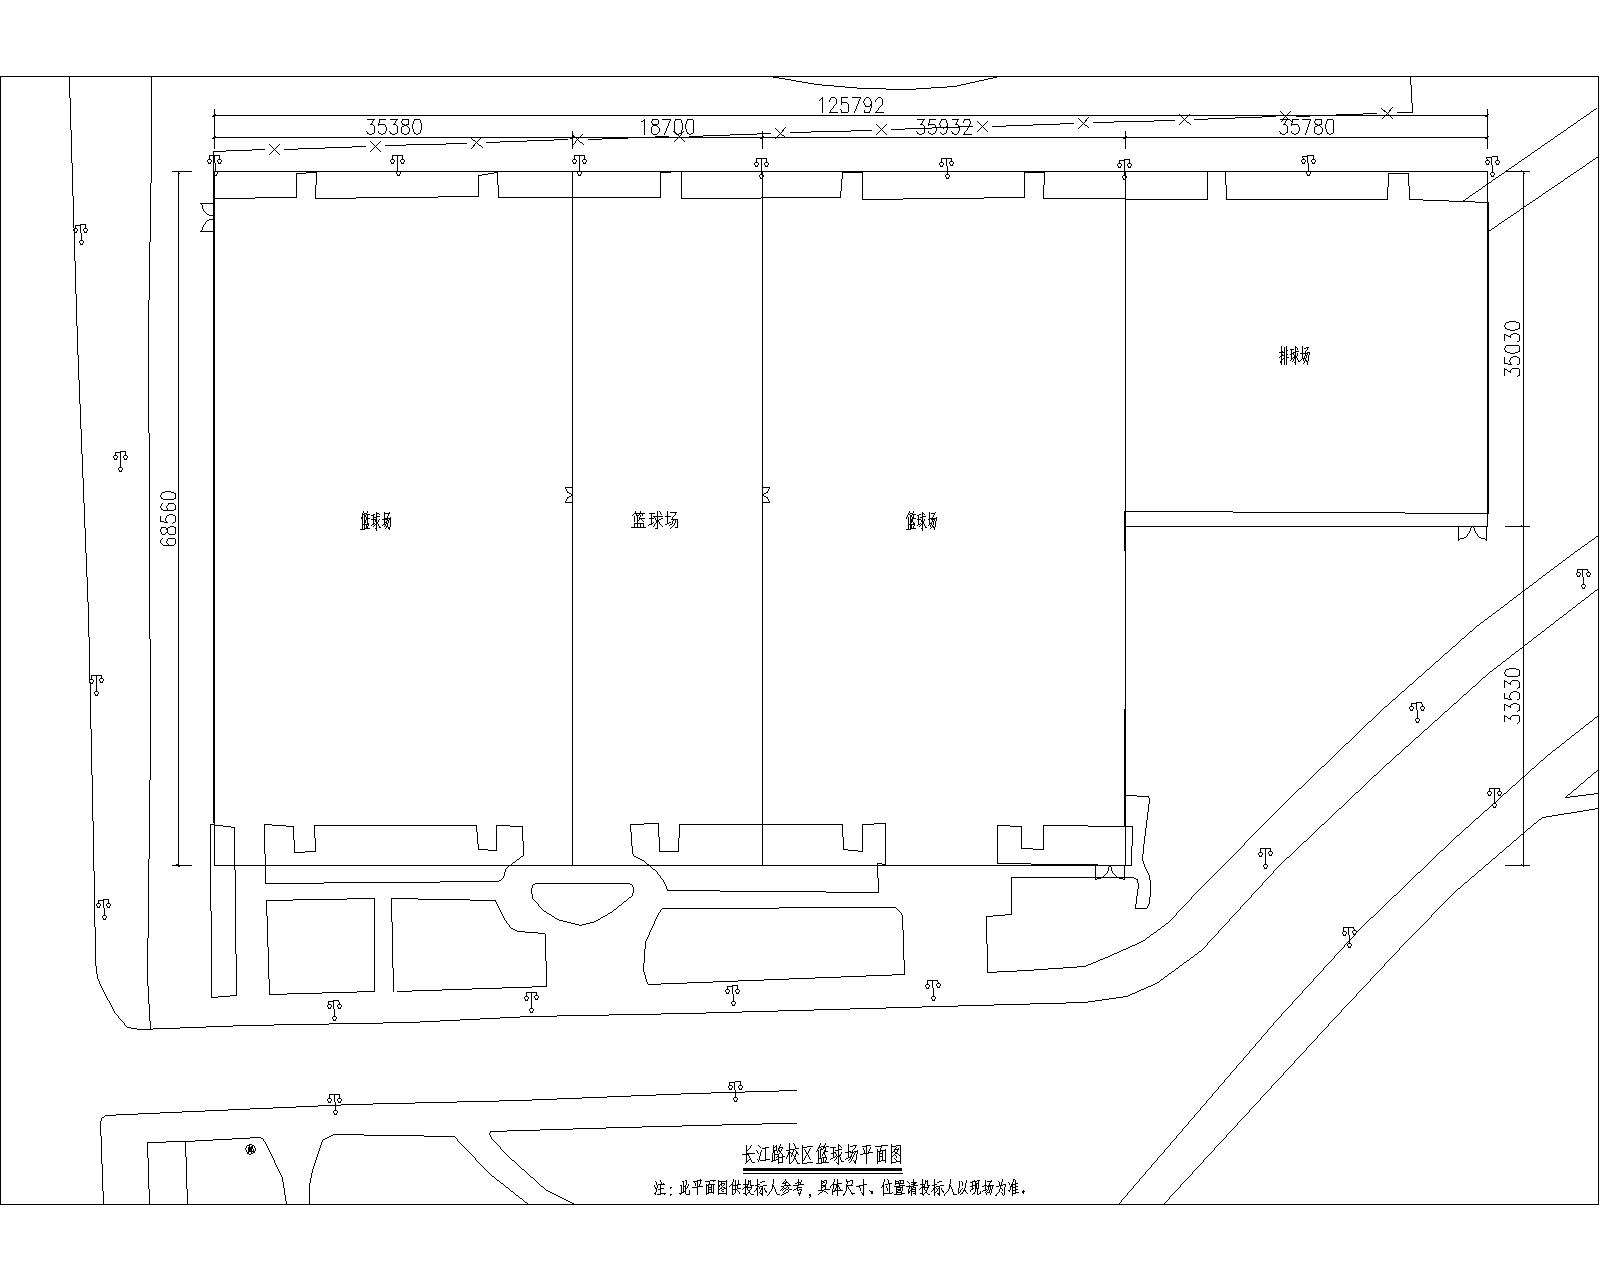 125792
35380
18700
35932
35780
35030
排球场
68560
篮球场
篮球场
篮球场
33530
长江路校区篮球场平面图
注：此平面图供投标人参考，具体尺寸、位置请投标人以现场为准。